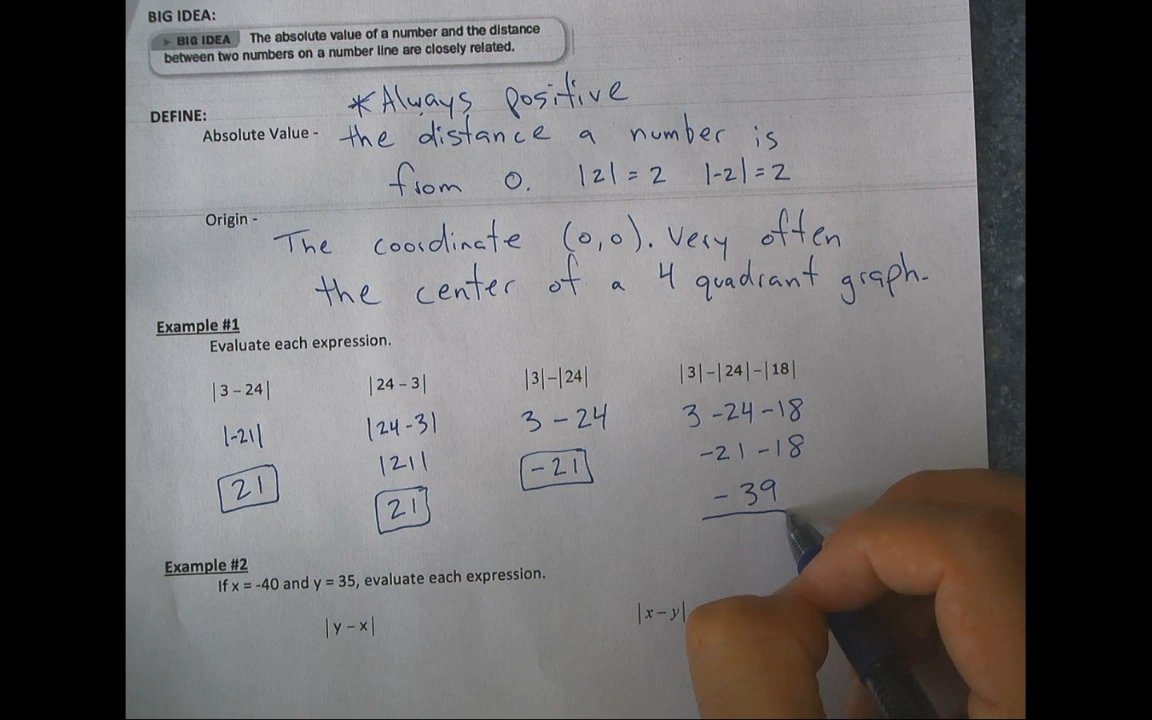 BIG IDEA:
BIG IDEA The absolute value of a number and the distance
between two numbers on a number line are closely related.
*Always positive
DEFINE:
Absolute Value - the distance a number is
from 0. |2| = 2 |-2| = 2
Origin -
The coordinate (0,0). Very often
the center of a 4 quadrant graph.
Example #1
Evaluate each expression.
|3 – 24| |24 – 3| |3|–|24| |3|–|24|–|18|
|-21| |24-3| 3 - 24 3 -24 -18
21 |21| -21 -21 -18
21 -39
Example #2
If x = -40 and y = 35, evaluate each expression.
|y – x| |x – y|